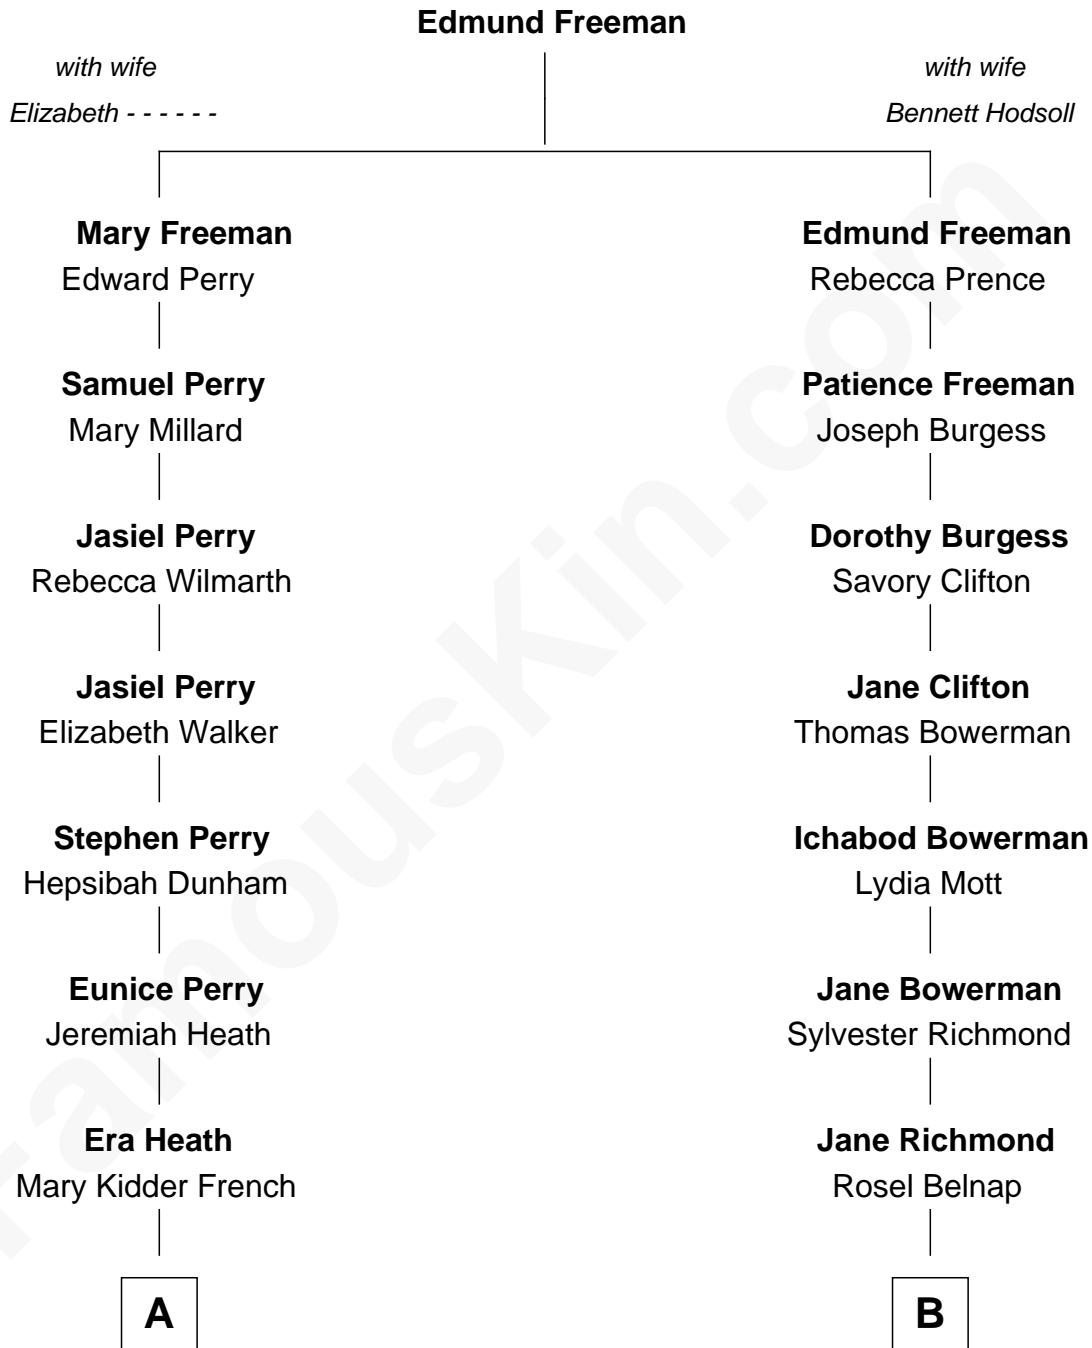 Edmund Freeman
with wife
Elizabeth - - - - - -
with wife
Bennett Hodsoll
Mary Freeman
Edward Perry
Samuel Perry
Mary Millard
Jasiel Perry
Rebecca Wilmarth
Jasiel Perry
Elizabeth Walker
Stephen Perry
Hepsibah Dunham
Eunice Perry
Jeremiah Heath
Era Heath
Mary Kidder French
A
Edmund Freeman
Rebecca Prence
Patience Freeman
Joseph Burgess
Dorothy Burgess
Savory Clifton
Jane Clifton
Thomas Bowerman
Ichabod Bowerman
Lydia Mott
Jane Bowerman
Sylvester Richmond
Jane Richmond
Rosel Belnap
B
FamousKin.com